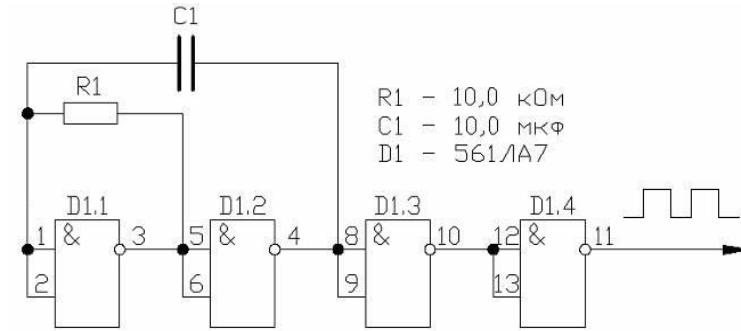 C1
R1
R1 - 10,0 кОм
C1 - 10,0 мкф
D1 - 561ЛА7
D1.1 D1.2 D1.3 D1.4
& & & &
1 3 5 4 8 10 12 11
2 6 9 13